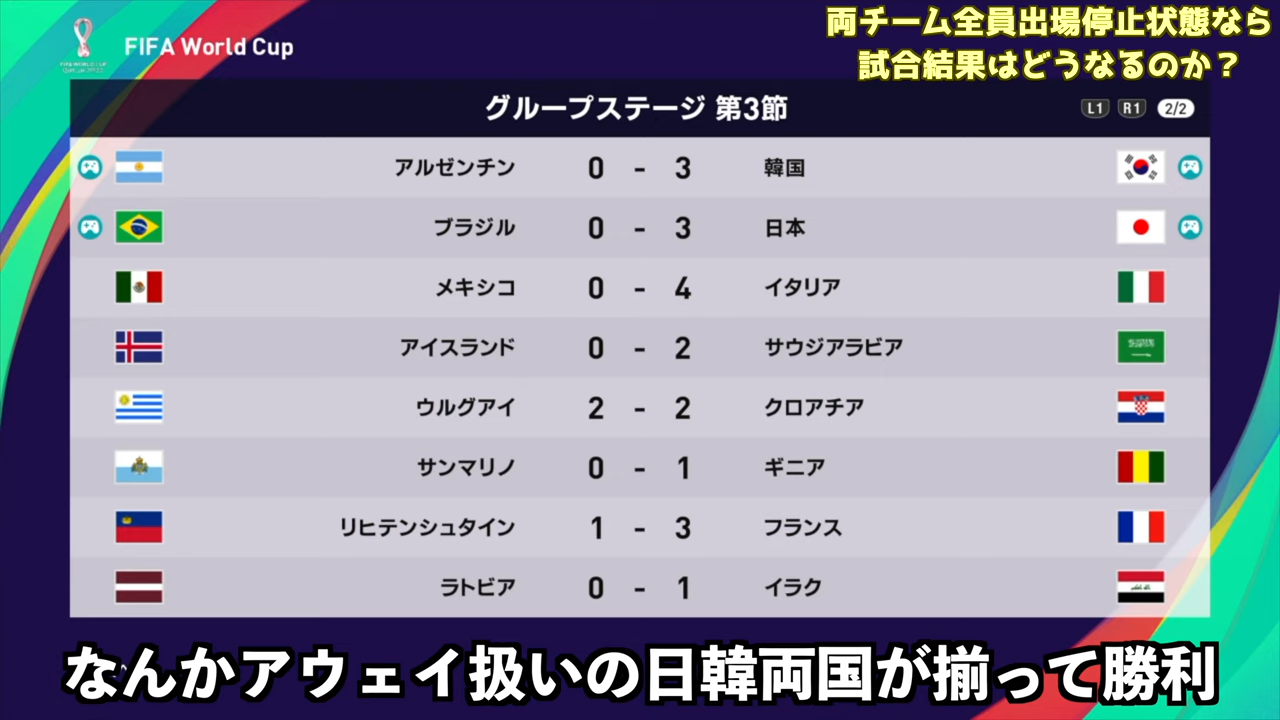 両チーム全員出場停止状態なら
試合結果はどうなるのか？
FIFA World Cup
グループステージ 第3節
L1 R1 2/2
アルゼンチン 0 - 3 韓国
ブラジル 0 - 3 日本
メキシコ 0 - 4 イタリア
アイスランド 0 - 2 サウジアラビア
ウルグアイ 2 - 2 クロアチア
サンマリノ 0 - 1 ギニア
リヒテンシュタイン 1 - 3 フランス
ラトビア 0 - 1 イラク
なんかアウェイ扱いの日韓両国が揃って勝利